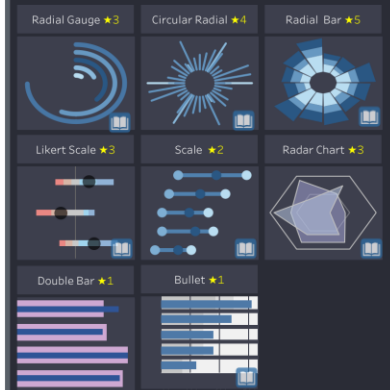 Radial Gauge ★3
Circular Radial ★4
Radial Bar ★5
Likert Scale ★3
Scale ★2
Radar Chart ★3
Double Bar ★1
Bullet ★1